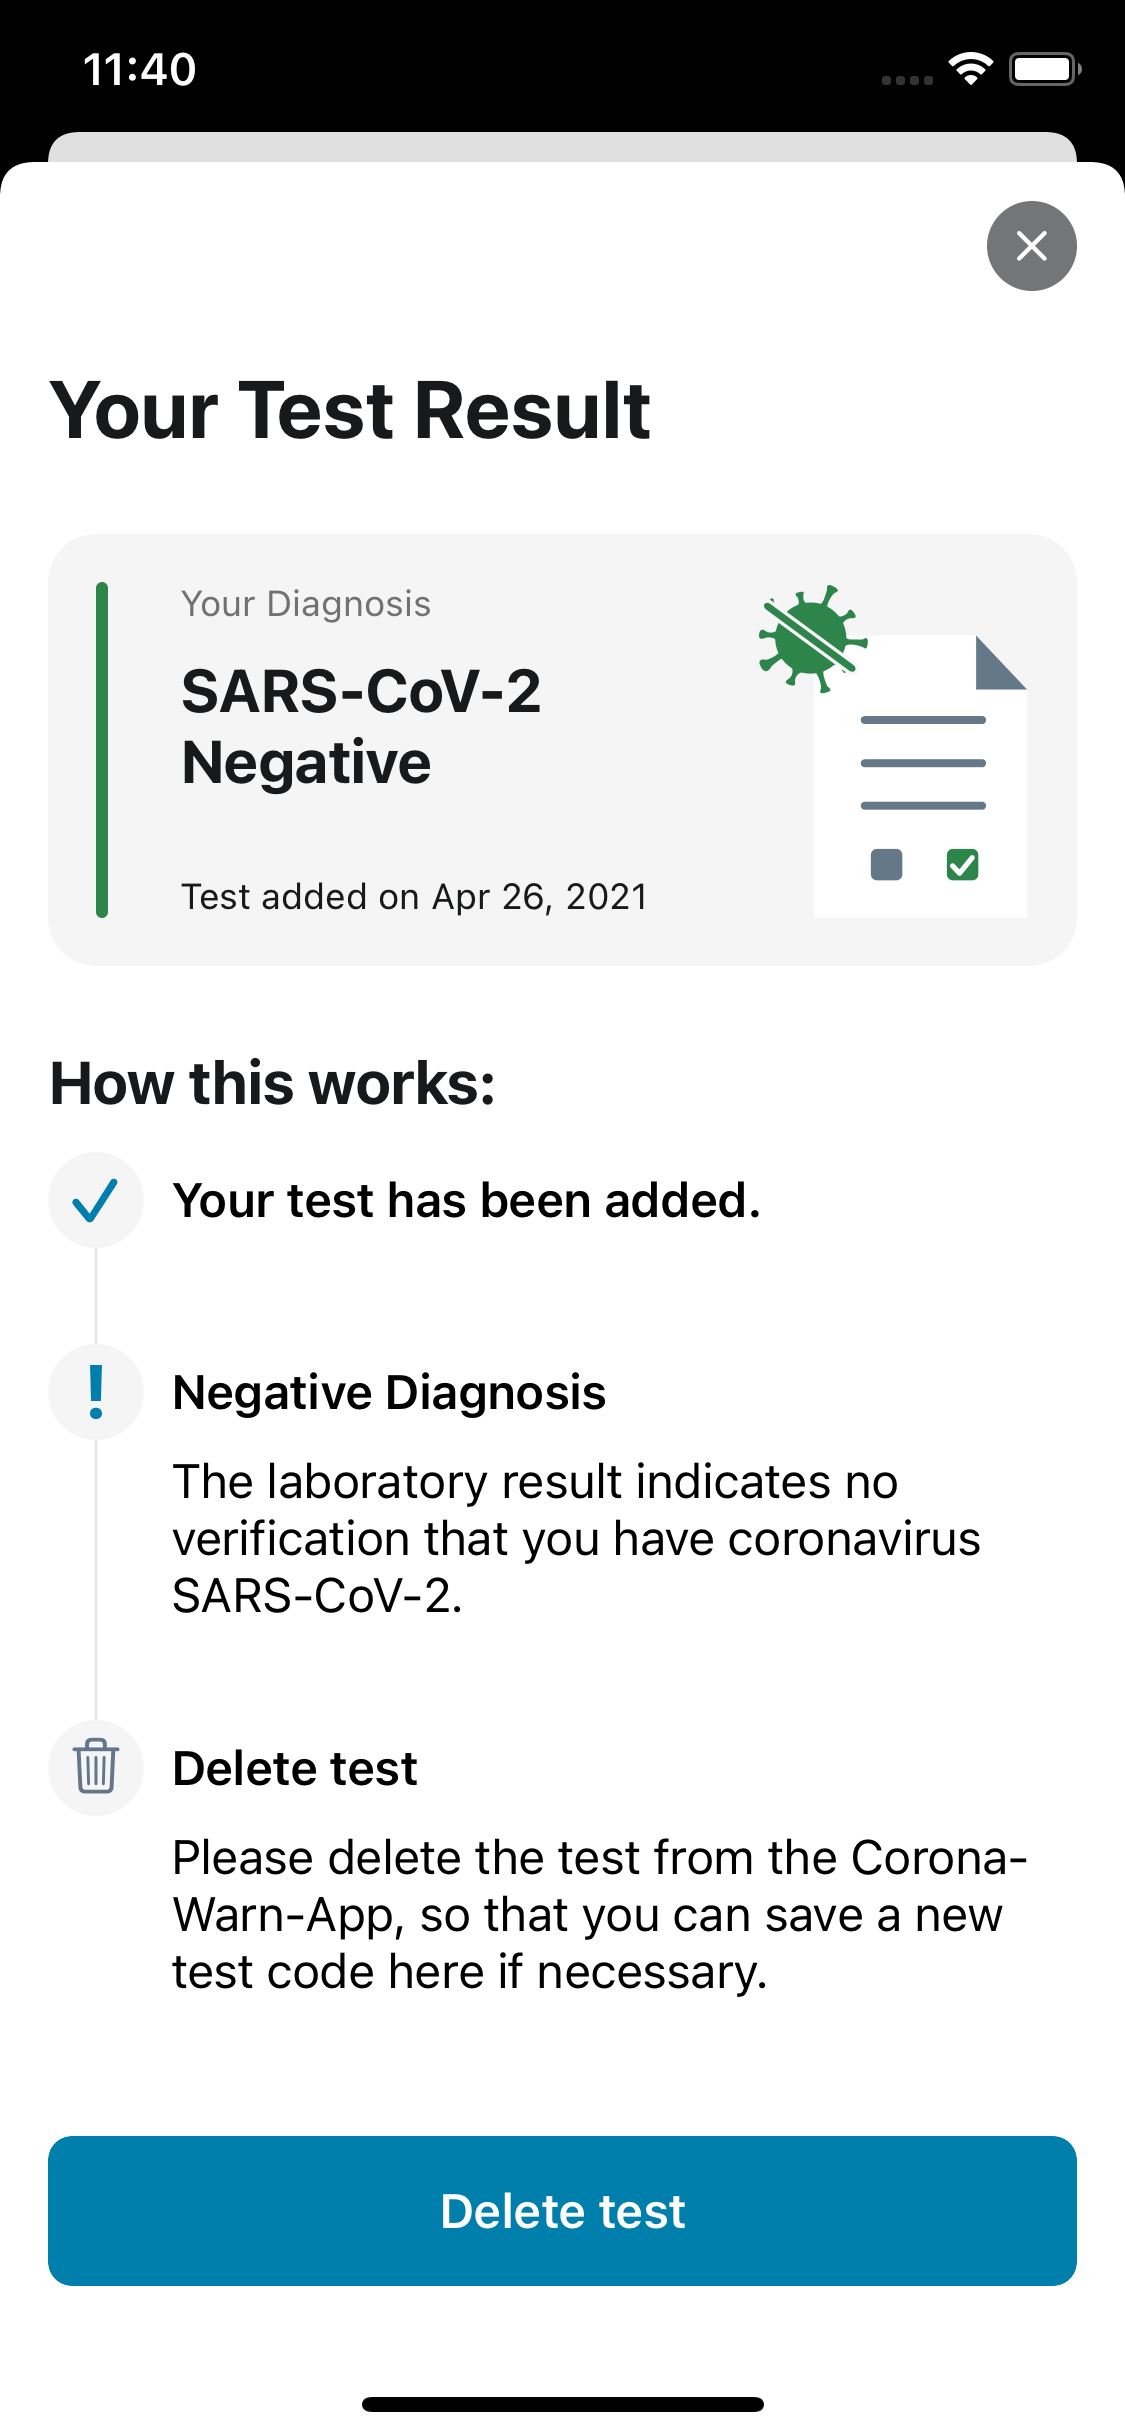 11:40
Your Test Result
Your Diagnosis
SARS-CoV-2
Negative
Test added on Apr 26, 2021
How this works:
Your test has been added.
Negative Diagnosis
The laboratory result indicates no
verification that you have coronavirus
SARS-CoV-2.
Delete test
Please delete the test from the Corona-
Warn-App, so that you can save a new
test code here if necessary.
Delete test